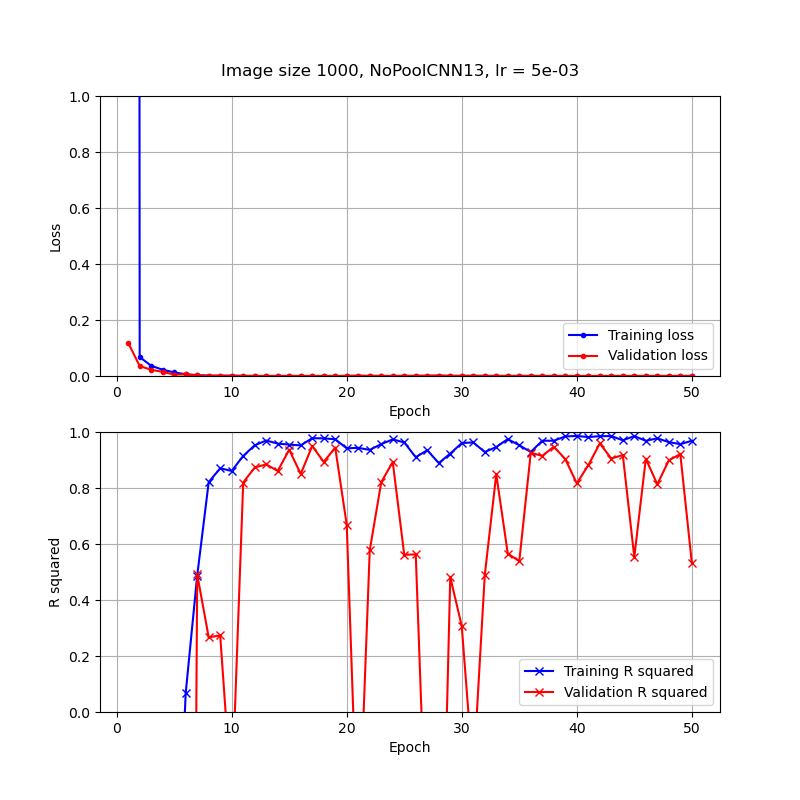 Image size 1000, NoPoolCNN13, lr = 5e-03
1.0
0.8
0.6
0.4
0.2
0.0
Loss
Training loss
Validation loss
0 10 20 30 40 50
Epoch
1.0
0.8
0.6
0.4
0.2
0.0
R squared
Training R squared
Validation R squared
0 10 20 30 40 50
Epoch